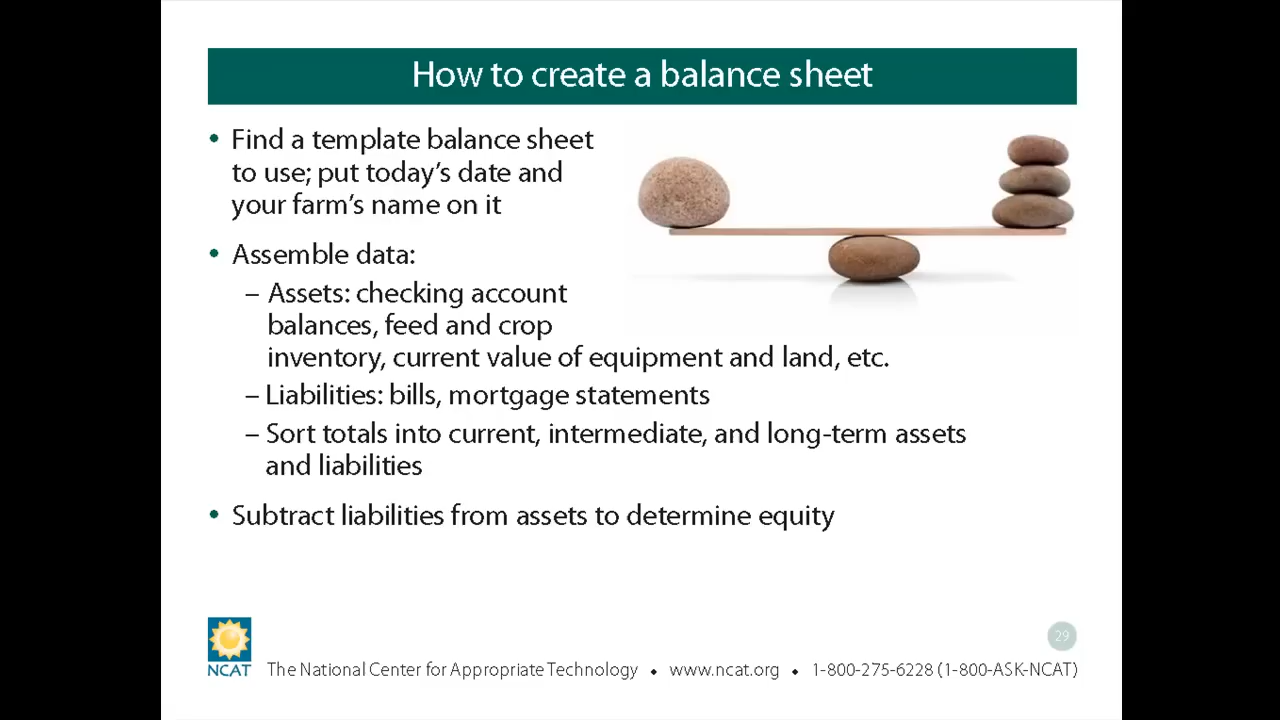 How to create a balance sheet
• Find a template balance sheet
to use; put today's date and
your farm's name on it
• Assemble data:
– Assets: checking account
balances, feed and crop
inventory, current value of equipment and land, etc.
– Liabilities: bills, mortgage statements
– Sort totals into current, intermediate, and long-term assets
and liabilities
• Subtract liabilities from assets to determine equity
29
NCAT
The National Center for Appropriate Technology • www.ncat.org • 1-800-275-6228 (1-800-ASK-NCAT)